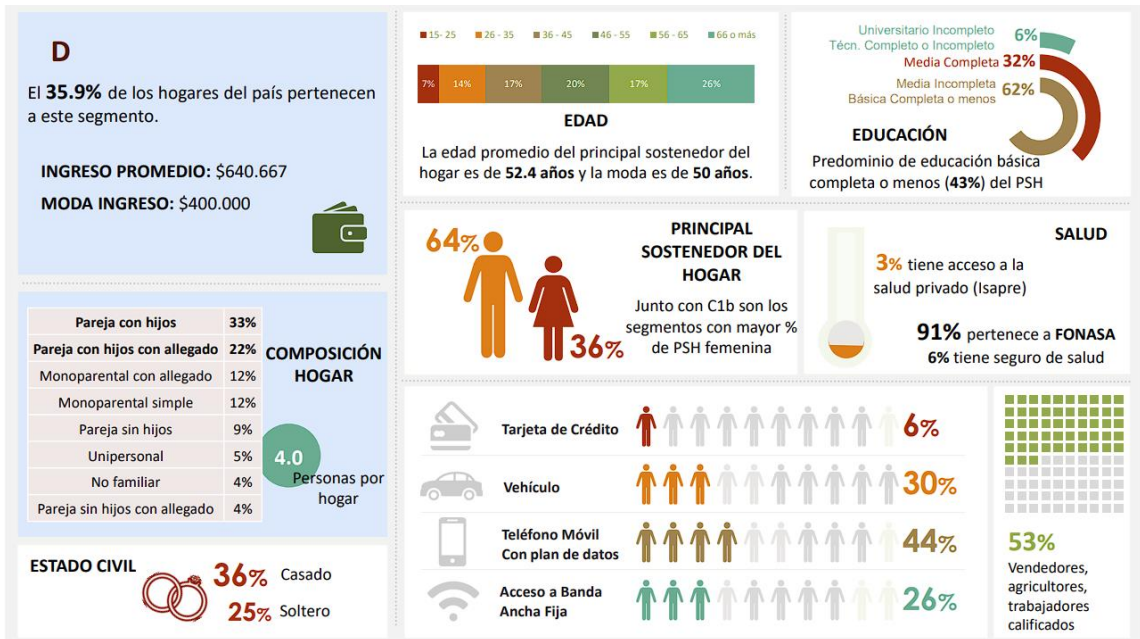 D
El 35.9% de los hogares del país pertenecen
a este segmento.
INGRESO PROMEDIO: $640.667
MODA INGRESO: $400.000
15- 25 26 - 35 36 - 45 46 - 55 56 - 65 66 o más
7% 14% 17% 20% 17% 26%
EDAD
La edad promedio del principal sostenedor del
hogar es de 52.4 años y la moda es de 50 años.
Universitario Incompleto
Técn. Completo o Incompleto
6%
Media Completa 32%
Media Incompleta
Básica Completa o menos
62%
EDUCACIÓN
Predominio de educación básica
completa o menos (43%) del PSH
64%
36%
PRINCIPAL
SOSTENEDOR DEL
HOGAR
Junto con C1b son los
segmentos con mayor %
de PSH femenina
SALUD
3% tiene acceso a la
salud privado (Isapre)
91% pertenece a FONASA
6% tiene seguro de salud
Pareja con hijos 33%
Pareja con hijos con allegado 22%
Monoparental con allegado 12%
Monoparental simple 12%
Pareja sin hijos 9%
Unipersonal 5%
No familiar 4%
Pareja sin hijos con allegado 4%
COMPOSICIÓN
HOGAR
4.0
Personas por
hogar
ESTADO CIVIL
36% Casado
25% Soltero
Tarjeta de Crédito 6%
Vehículo 30%
Teléfono Móvil
Con plan de datos
44%
Acceso a Banda
Ancha Fija
26%
53%
Vendedores,
agricultores,
trabajadores
calificados